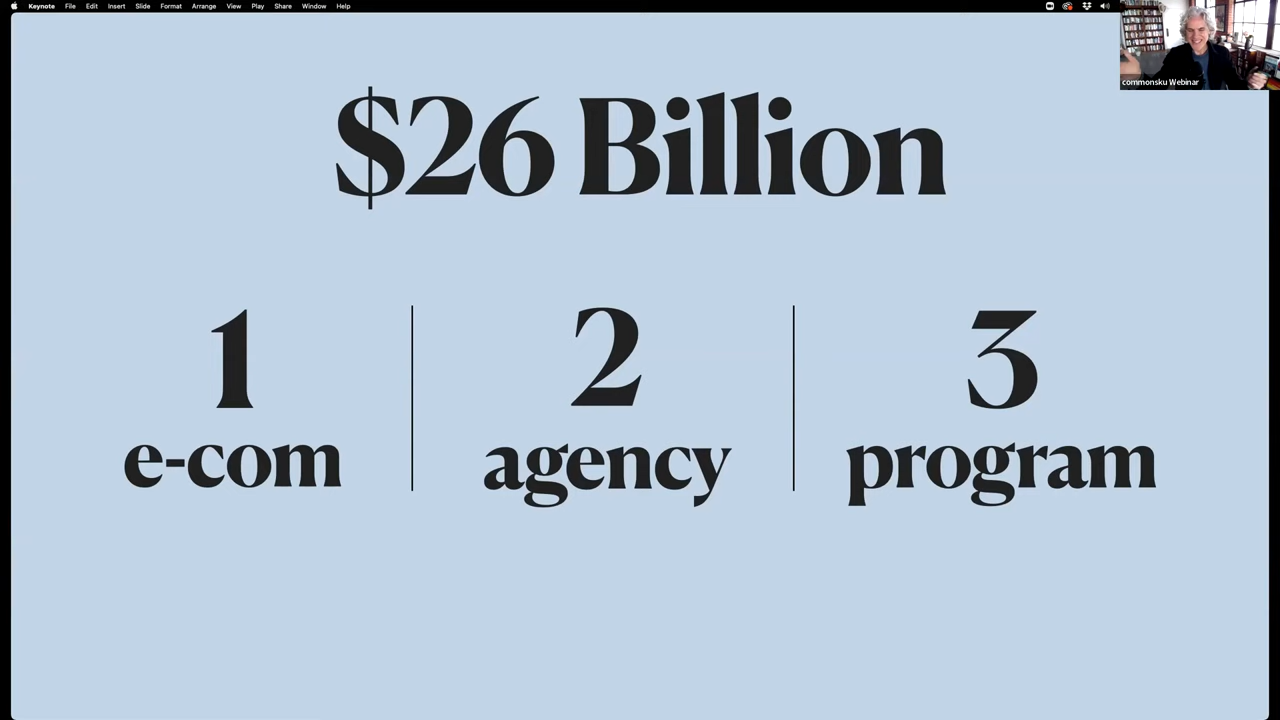 Keynote File Edit Insert Slide Format Arrange View Play Share Window Help
commonsku Webinar
$26 Billion
1 2 3
e-com agency program